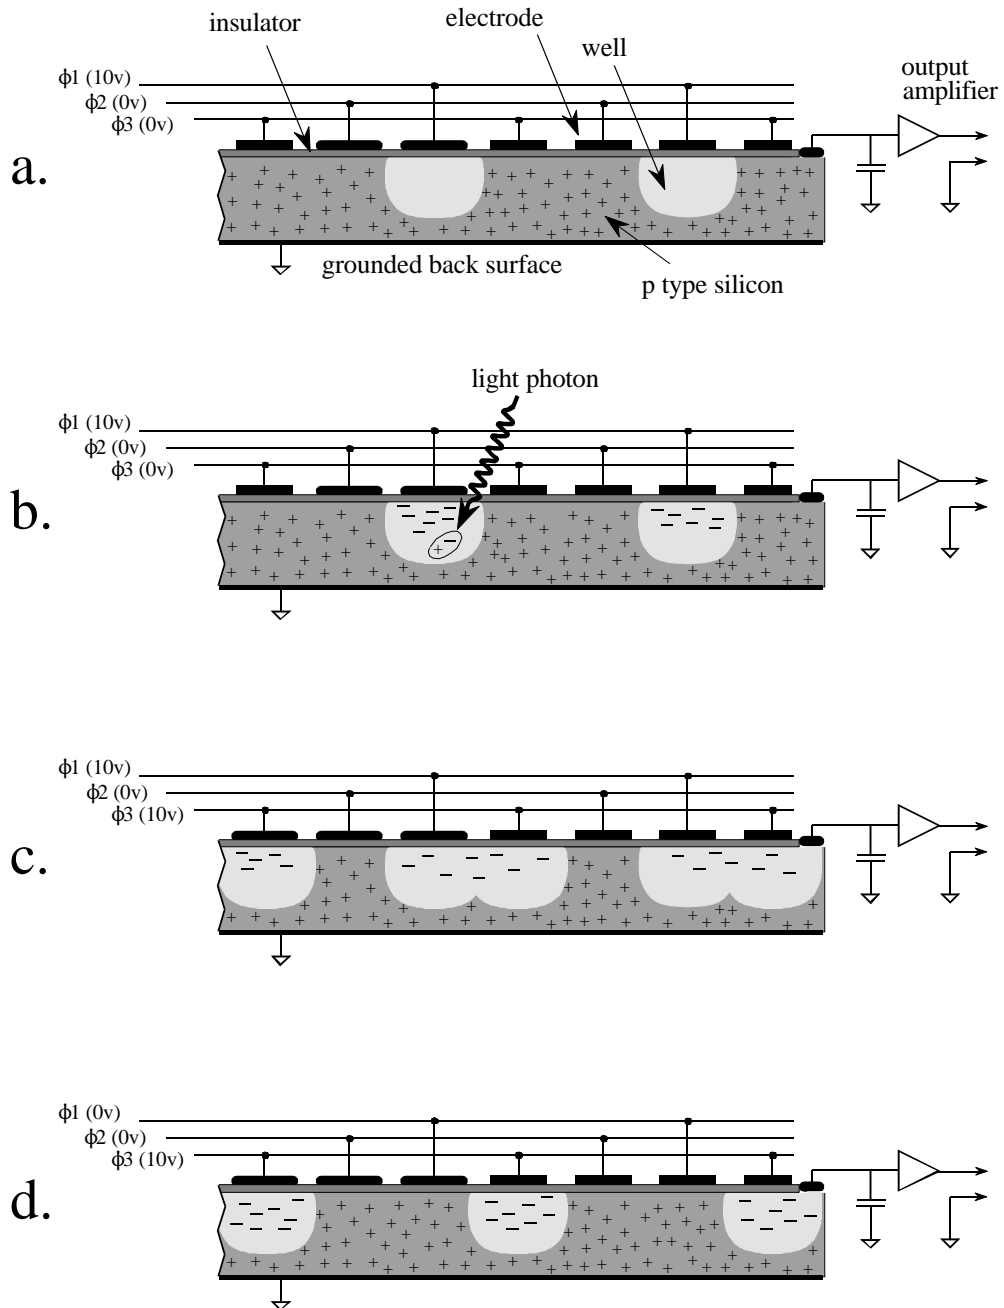 insulator
electrode
well
output
amplifier
ϕ1 (10v)
ϕ2 (0v)
ϕ3 (0v)
a.
grounded back surface
p type silicon
light photon
ϕ1 (10v)
ϕ2 (0v)
ϕ3 (0v)
b.
ϕ1 (10v)
ϕ2 (0v)
ϕ3 (10v)
c.
ϕ1 (0v)
ϕ2 (0v)
ϕ3 (10v)
d.